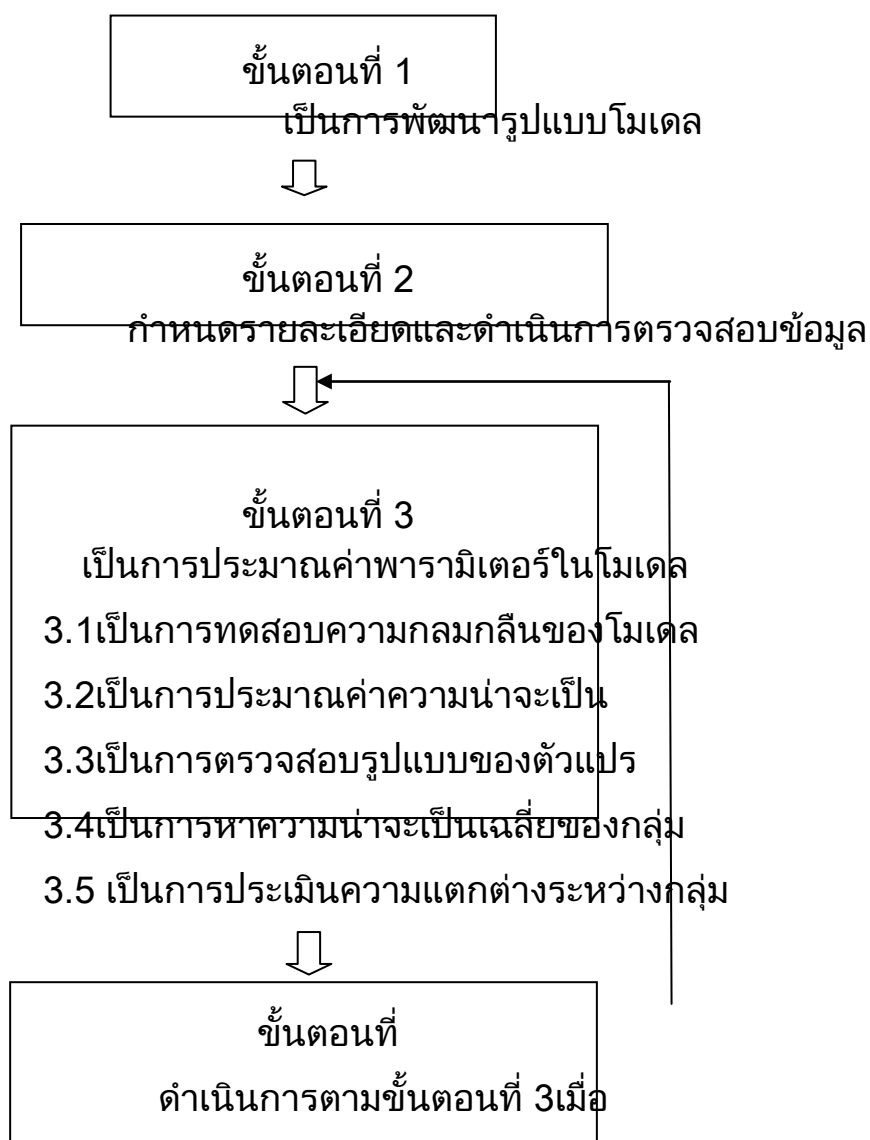 ขั้นตอนที่ 1
เป็นการพัฒนารูปแบบโมเดล
ขั้นตอนที่ 2
กำหนดรายละเอียดและดำเนินการตรวจสอบข้อมูล
ขั้นตอนที่ 3
เป็นการประมาณค่าพารามิเตอร์ในโมเดล
3.1เป็นการทดสอบความกลมกลืนของโมเดล
3.2เป็นการประมาณค่าความน่าจะเป็น
3.3เป็นการตรวจสอบรูปแบบของตัวแปร
3.4เป็นการหาความน่าจะเป็นเฉลี่ยของกลุ่ม
3.5 เป็นการประเมินความแตกต่างระหว่างกลุ่ม
ขั้นตอนที่
ดำเนินการตามขั้นตอนที่ 3เมื่อ